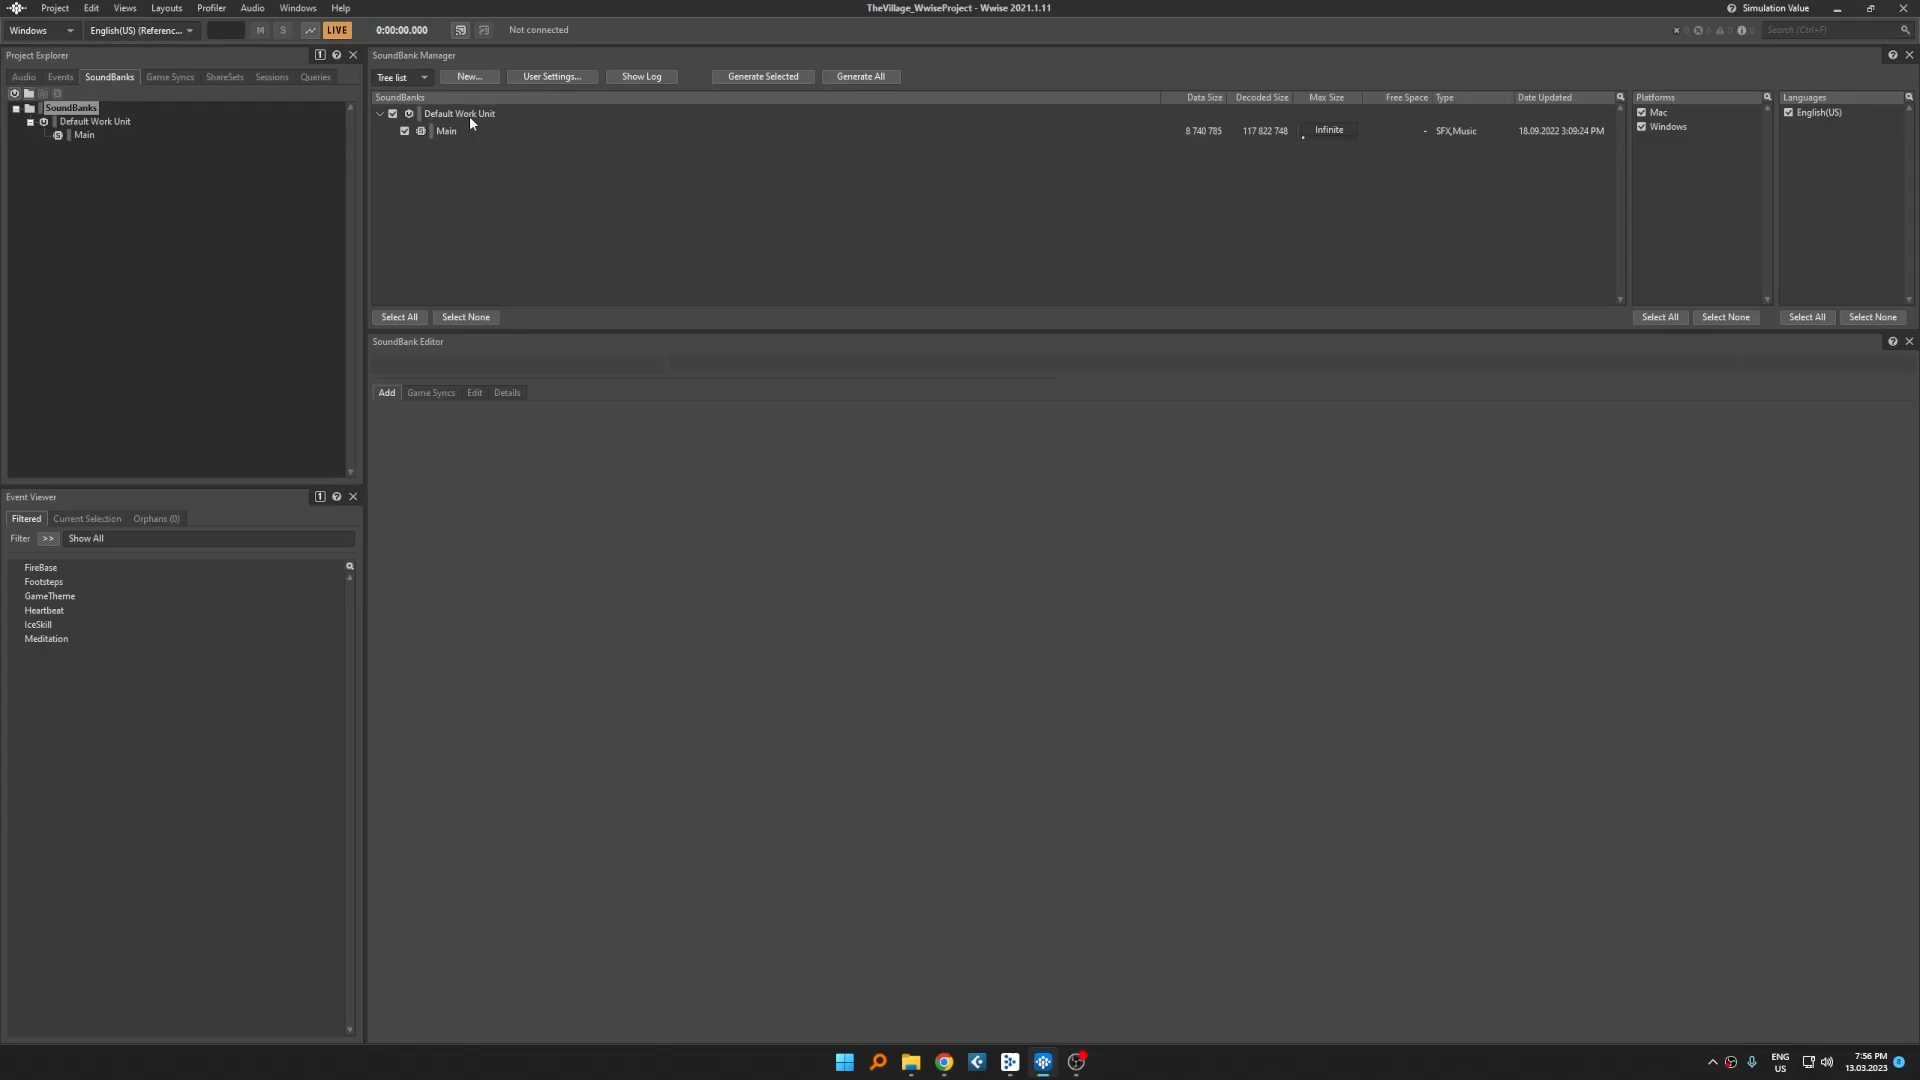 Project Edit Views Layouts Profiler Audio Windows Help TheVillage_WwiseProject - Wwise 2021.1.11 Simulation Value
Windows English(US) (Referenc... M S LIVE 0:00:00.000 Not connected 0 0 0 0 Search (Ctrl+F)
Project Explorer 1
Audio Events SoundBanks Game Syncs ShareSets Sessions Queries
SoundBanks
Default Work Unit
Main
SoundBank Manager
Tree list New... User Settings... Show Log Generate Selected Generate All
SoundBanks Data Size Decoded Size Max Size Free Space Type Date Updated
Default Work Unit
Main 8 740 785 117 822 748 Infinite - SFX,Music 18.09.2022 3:09:24 PM
Platforms
Mac
Windows
Languages
English(US)
Select All Select None Select All Select None Select All Select None
SoundBank Editor
Add Game Syncs Edit Details
Event Viewer 1
Filtered Current Selection Orphans (0)
Filter >> Show All
FireBase
Footsteps
GameTheme
Heartbeat
IceSkill
Meditation
ENG
US
7:56 PM
13.03.2023
8